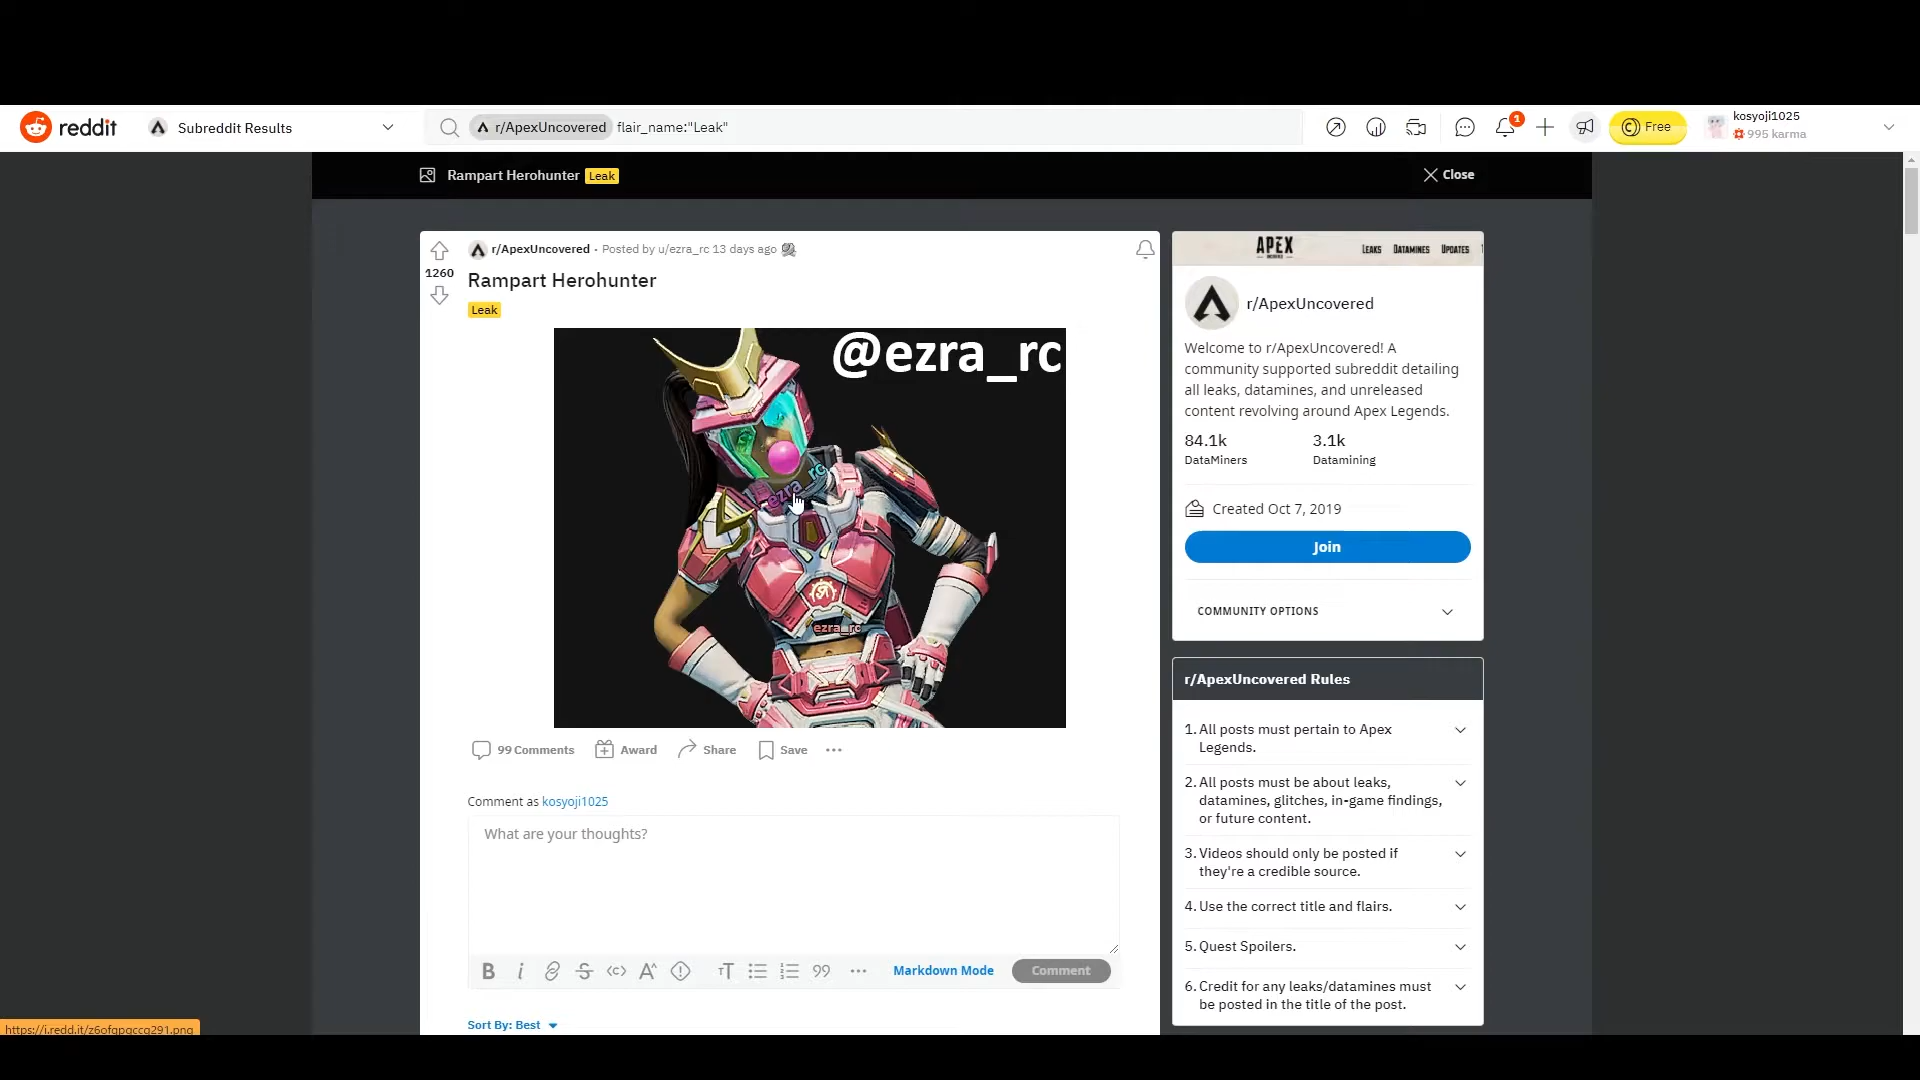 reddit
Subreddit Results
r/ApexUncovered flair_name:"Leak"
1
Free
kosyoji1025
995 karma
Rampart Herohunter Leak
Close
r/ApexUncovered · Posted by u/ezra_rc 13 days ago
1260
Rampart Herohunter
Leak
@ezra_rc
ezra_rc
ezra_rc
99 Comments
Award
Share
Save
Comment as kosyoji1025
What are your thoughts?
Markdown Mode
Comment
Sort By: Best
APEX
LEAKS DATAMINES UPDATES
r/ApexUncovered
Welcome to r/ApexUncovered! A
community supported subreddit detailing
all leaks, datamines, and unreleased
content revolving around Apex Legends.
84.1k 3.1k
DataMiners Datamining
Created Oct 7, 2019
Join
COMMUNITY OPTIONS
r/ApexUncovered Rules
1. All posts must pertain to Apex
Legends.
2. All posts must be about leaks,
datamines, glitches, in-game findings,
or future content.
3. Videos should only be posted if
they're a credible source.
4. Use the correct title and flairs.
5. Quest Spoilers.
6. Credit for any leaks/datamines must
be posted in the title of the post.